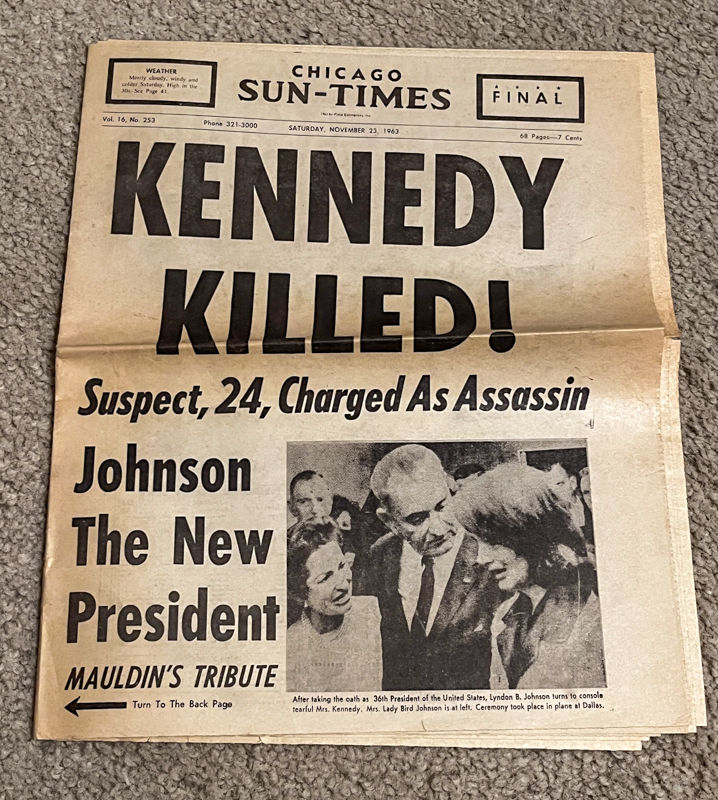 WEATHER
Mostly cloudy, windy and
colder Saturday. High in the
30s. See Page 41.
CHICAGO
SUN-TIMES
FINAL
Vol. 16, No. 253
Phone 321-3000
SATURDAY, NOVEMBER 23, 1963
68 Pages—7 Cents
KENNEDY
KILLED!
Suspect, 24, Charged As Assassin
Johnson
The New
President
MAULDIN'S TRIBUTE
Turn To The Back Page
After taking the oath as 36th President of the United States, Lyndon B. Johnson turns to console
tearful Mrs. Kennedy. Mrs. Lady Bird Johnson is at left. Ceremony took place in plane at Dallas.